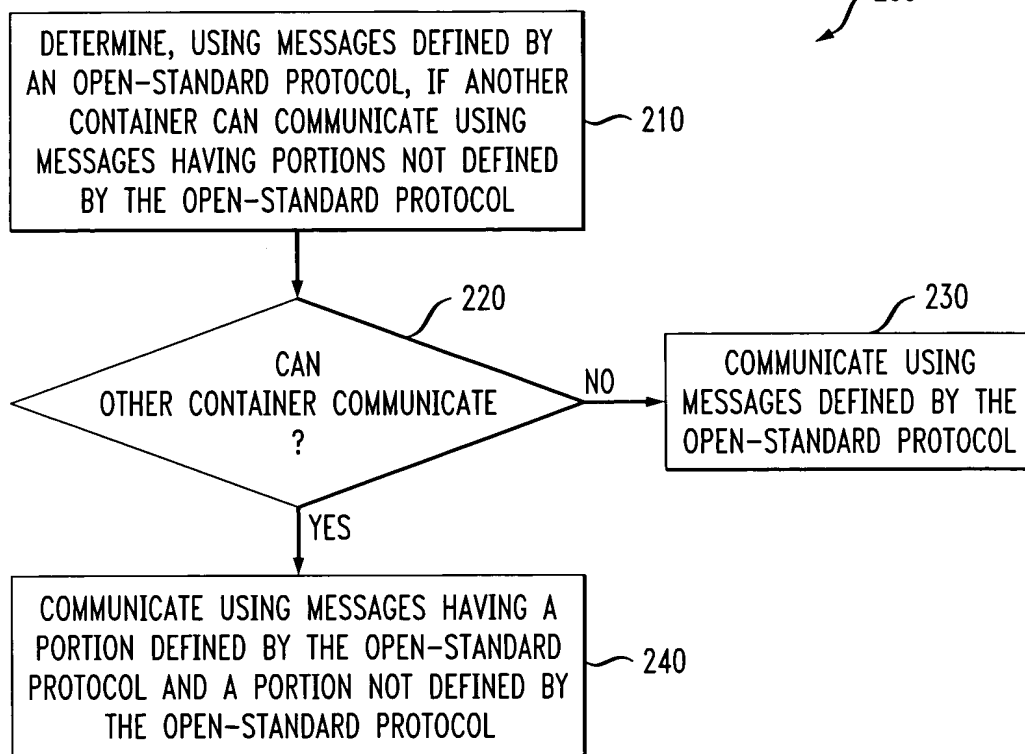 DETERMINE, USING MESSAGES DEFINED BY
AN OPEN-STANDARD PROTOCOL, IF ANOTHER
CONTAINER CAN COMMUNICATE USING
MESSAGES HAVING PORTIONS NOT DEFINED
BY THE OPEN-STANDARD PROTOCOL
210
220
CAN
OTHER CONTAINER COMMUNICATE
?
NO
230
COMMUNICATE USING
MESSAGES DEFINED BY THE
OPEN-STANDARD PROTOCOL
YES
COMMUNICATE USING MESSAGES HAVING A
PORTION DEFINED BY THE OPEN-STANDARD
PROTOCOL AND A PORTION NOT DEFINED BY
THE OPEN-STANDARD PROTOCOL
240